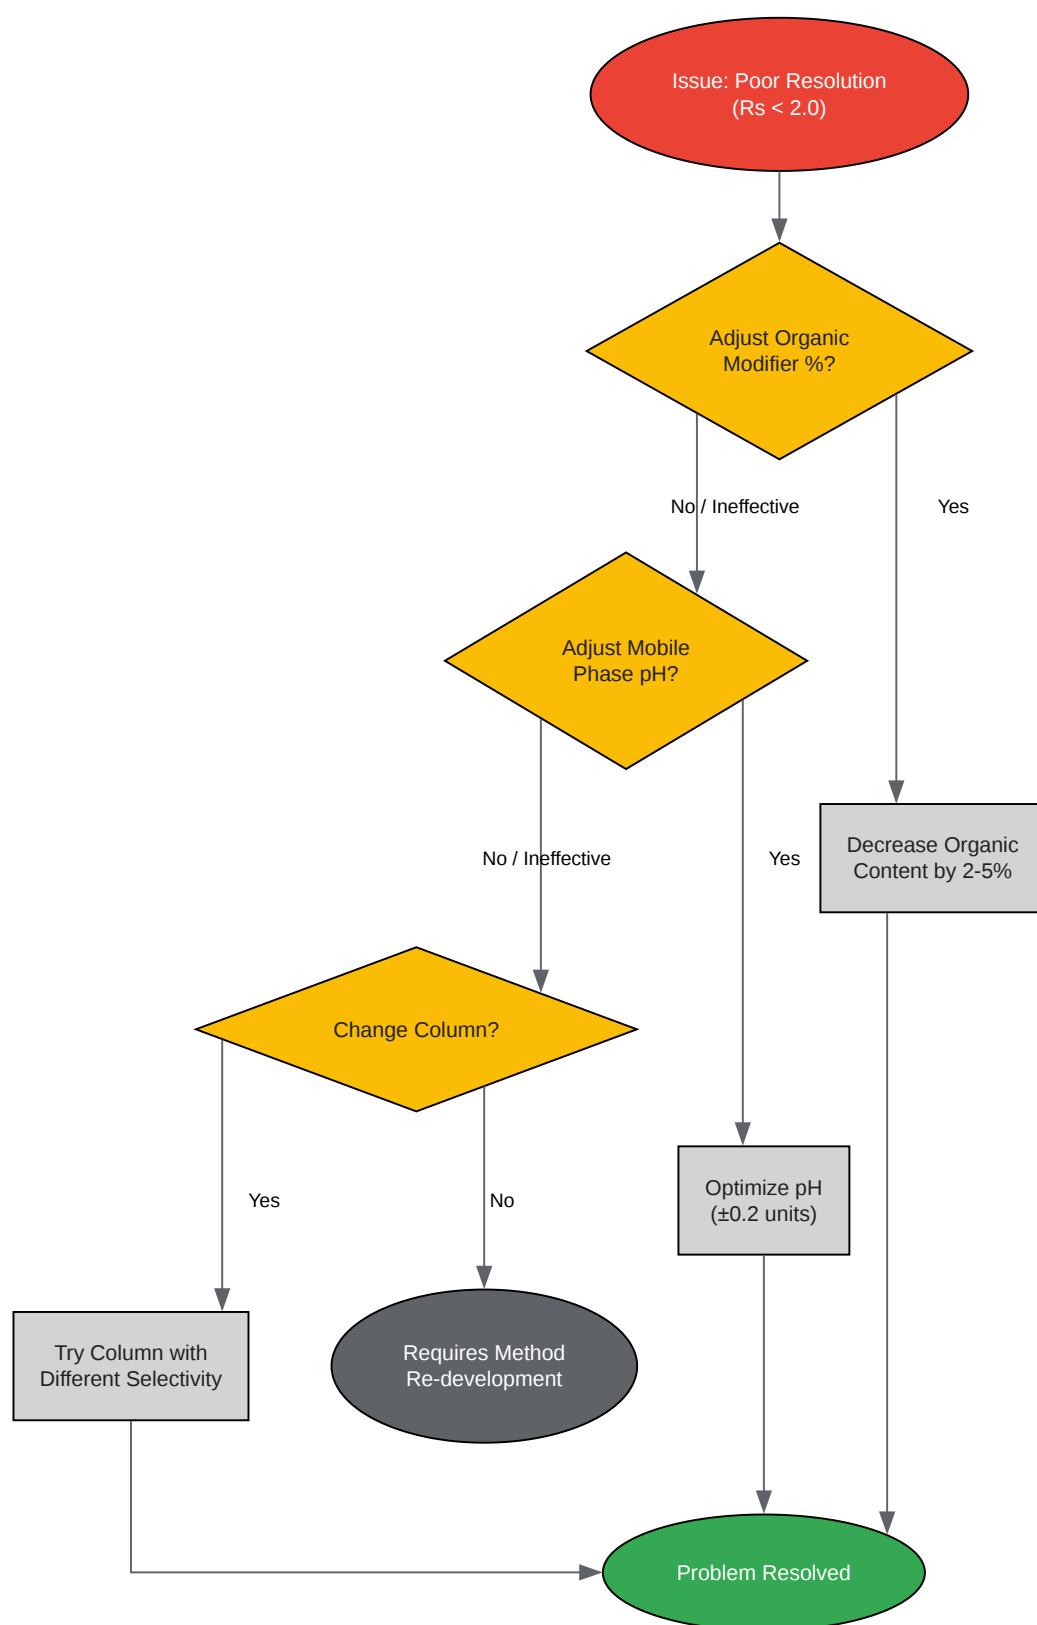 Issue: Poor Resolution
(Rs < 2.0)
Adjust Organic
Modifier %?
No / Ineffective
Yes
Adjust Mobile
Phase pH?
Decrease Organic
Content by 2-5%
No / Ineffective
Yes
Change Column?
Optimize pH
(±0.2 units)
Yes
No
Try Column with
Different Selectivity
Requires Method
Re-development
Problem Resolved